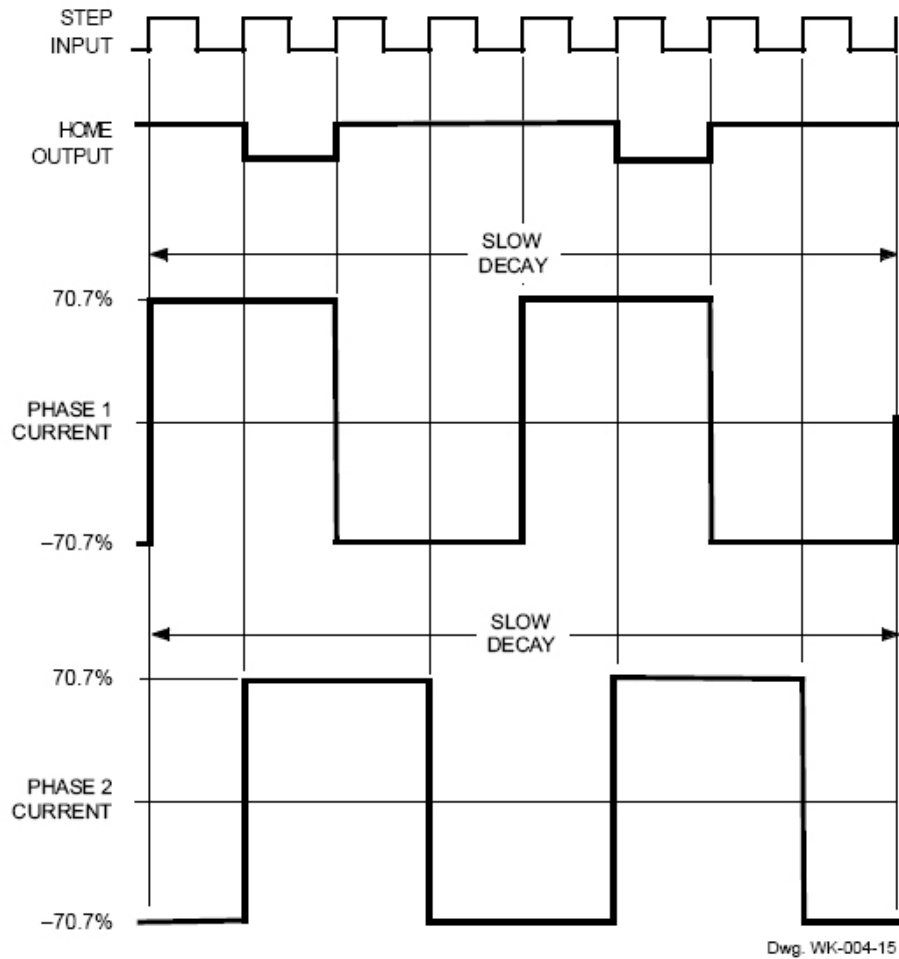 STEP
INPUT
HOME
OUTPUT
SLOW
DECAY
70.7%
PHASE 1
CURRENT
–70.7%
SLOW
DECAY
70.7%
PHASE 2
CURRENT
–70.7%
Dwg. WK-004-15